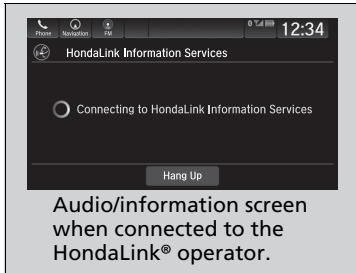 0
12:34
Phone
Navigation
FM
HondaLink Information Services
Connecting to HondaLink Information Services
Hang Up
Audio/information screen
when connected to the
HondaLink® operator.